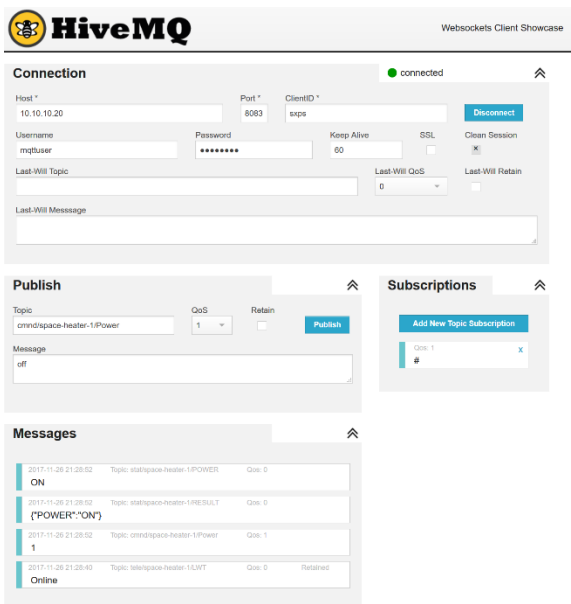 HiveMQ
Websockets Client Showcase
Connection
connected
Host *
Port *
ClientID *
10.10.10.20
8083
sxps
Disconnect
Username
Password
Keep Alive
SSL
Clean Session
mqttuser
60
Last-Will Topic
Last-Will QoS
Last-Will Retain
0
Last-Will Messsage
Publish
Topic
QoS
Retain
cmnd/space-heater-1/Power
1
Publish
Message
off
Subscriptions
Add New Topic Subscription
Qos: 1
x
#
Messages
2017-11-26 21:28:52 Topic: stat/space-heater-1/POWER Qos: 0
ON
2017-11-26 21:28:52 Topic: stat/space-heater-1/RESULT Qos: 0
{"POWER":"ON"}
2017-11-26 21:28:52 Topic: cmnd/space-heater-1/Power Qos: 1
1
2017-11-26 21:28:40 Topic: tele/space-heater-1/LWT Qos: 0 Retained
Online